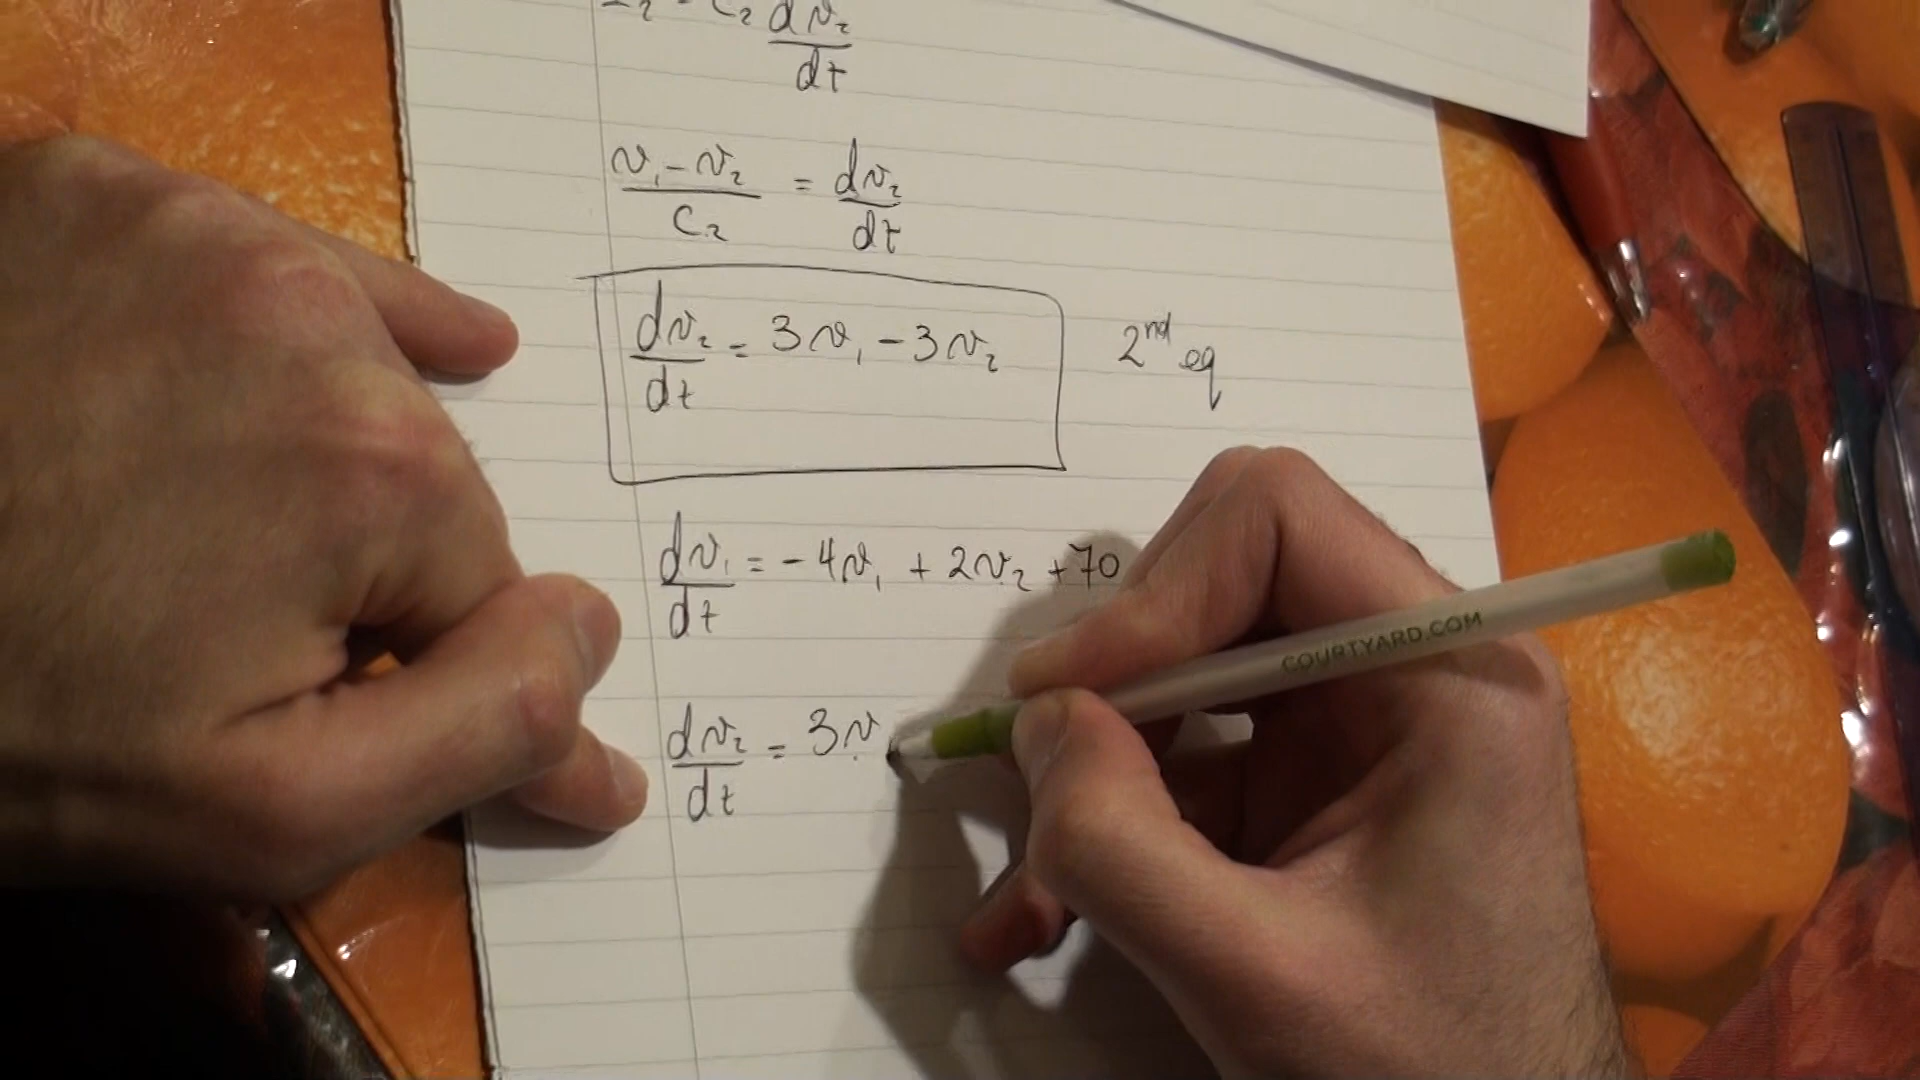 dv₂
dt
v₁ - v₂ = dv₂
C₂ dt
dv₂ = 3v₁ - 3v₂
dt
2nd eq
dv₁ = -4v₁ + 2v₂ + 70
dt
dv₂ = 3v
dt
COURTYARD.COM